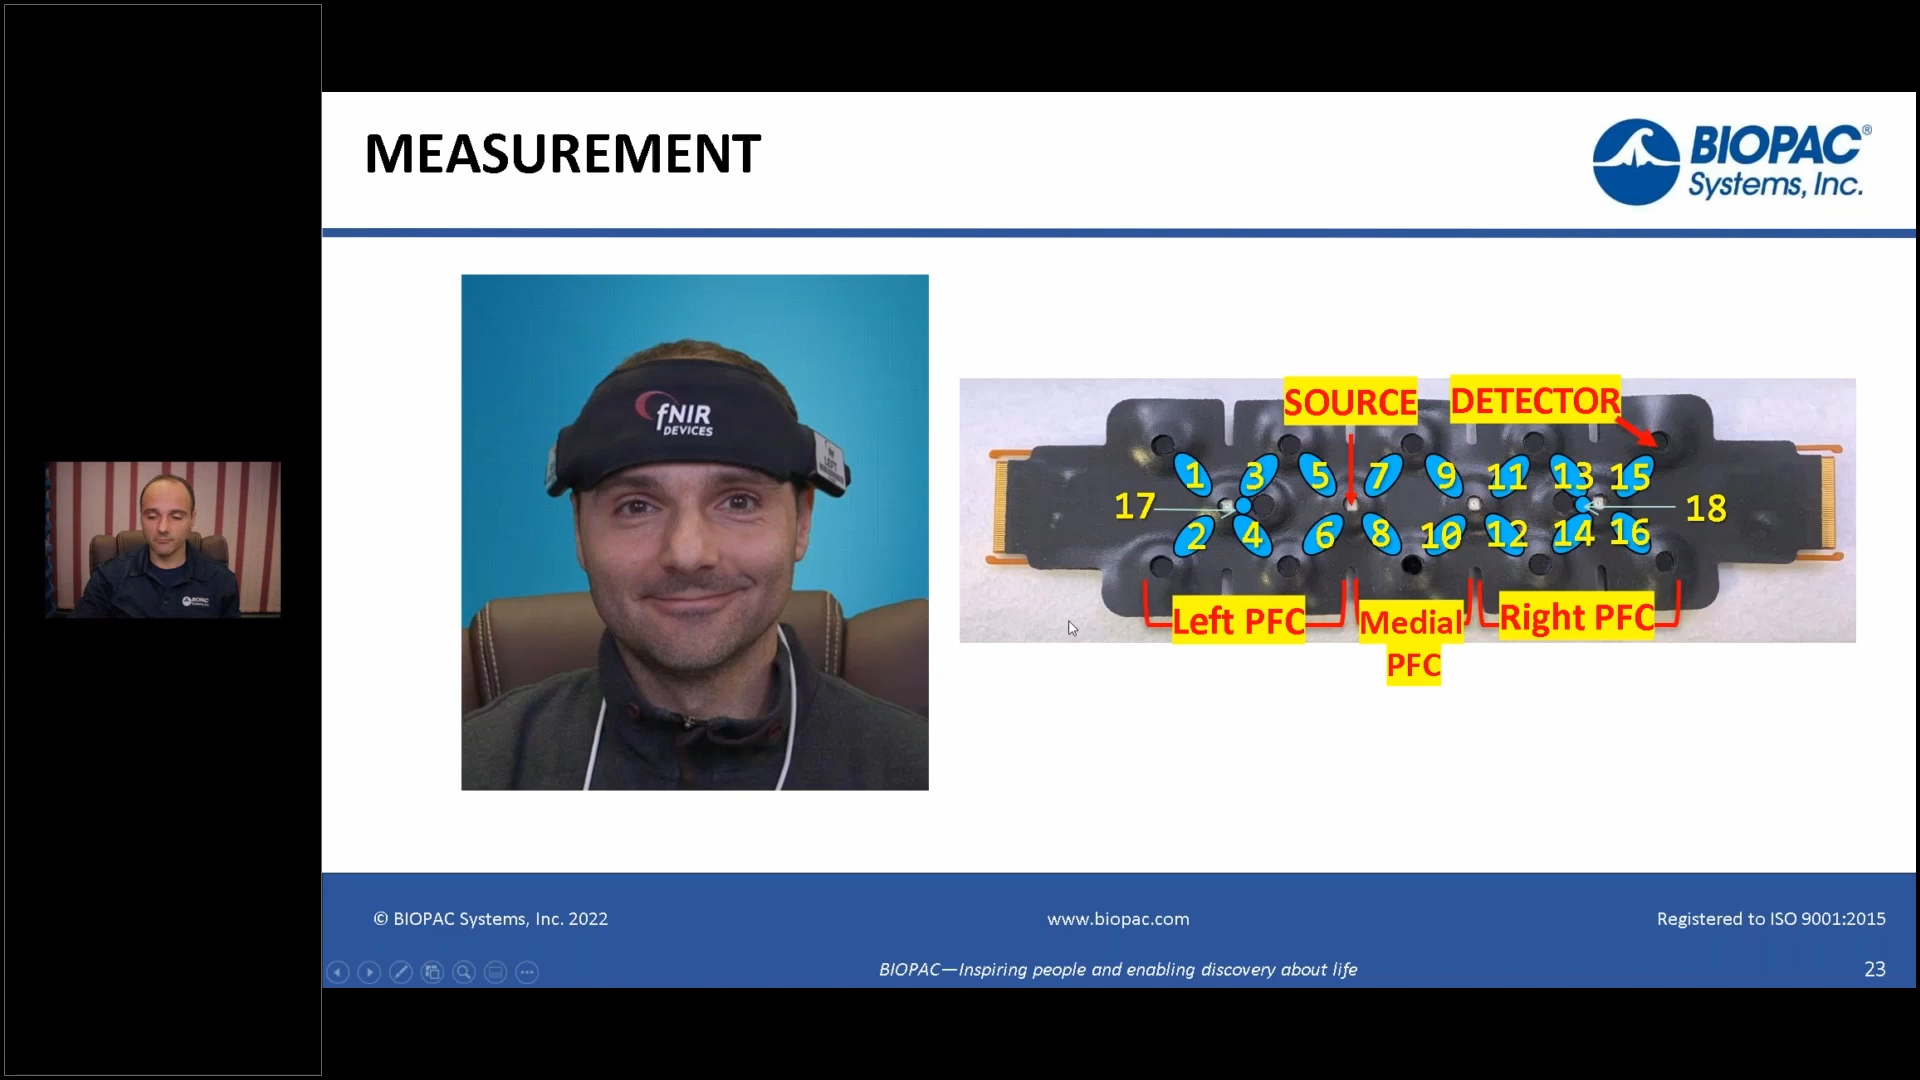 MEASUREMENT
BIOPAC®
Systems, Inc.
fNIR
DEVICES
LEFT
BIOPAC
SOURCE
DETECTOR
1 3 5 7 9 11 13 15
17
18
2 4 6 8 10 12 14 16
Left PFC
Medial
PFC
Right PFC
© BIOPAC Systems, Inc. 2022
www.biopac.com
Registered to ISO 9001:2015
BIOPAC—Inspiring people and enabling discovery about life
23